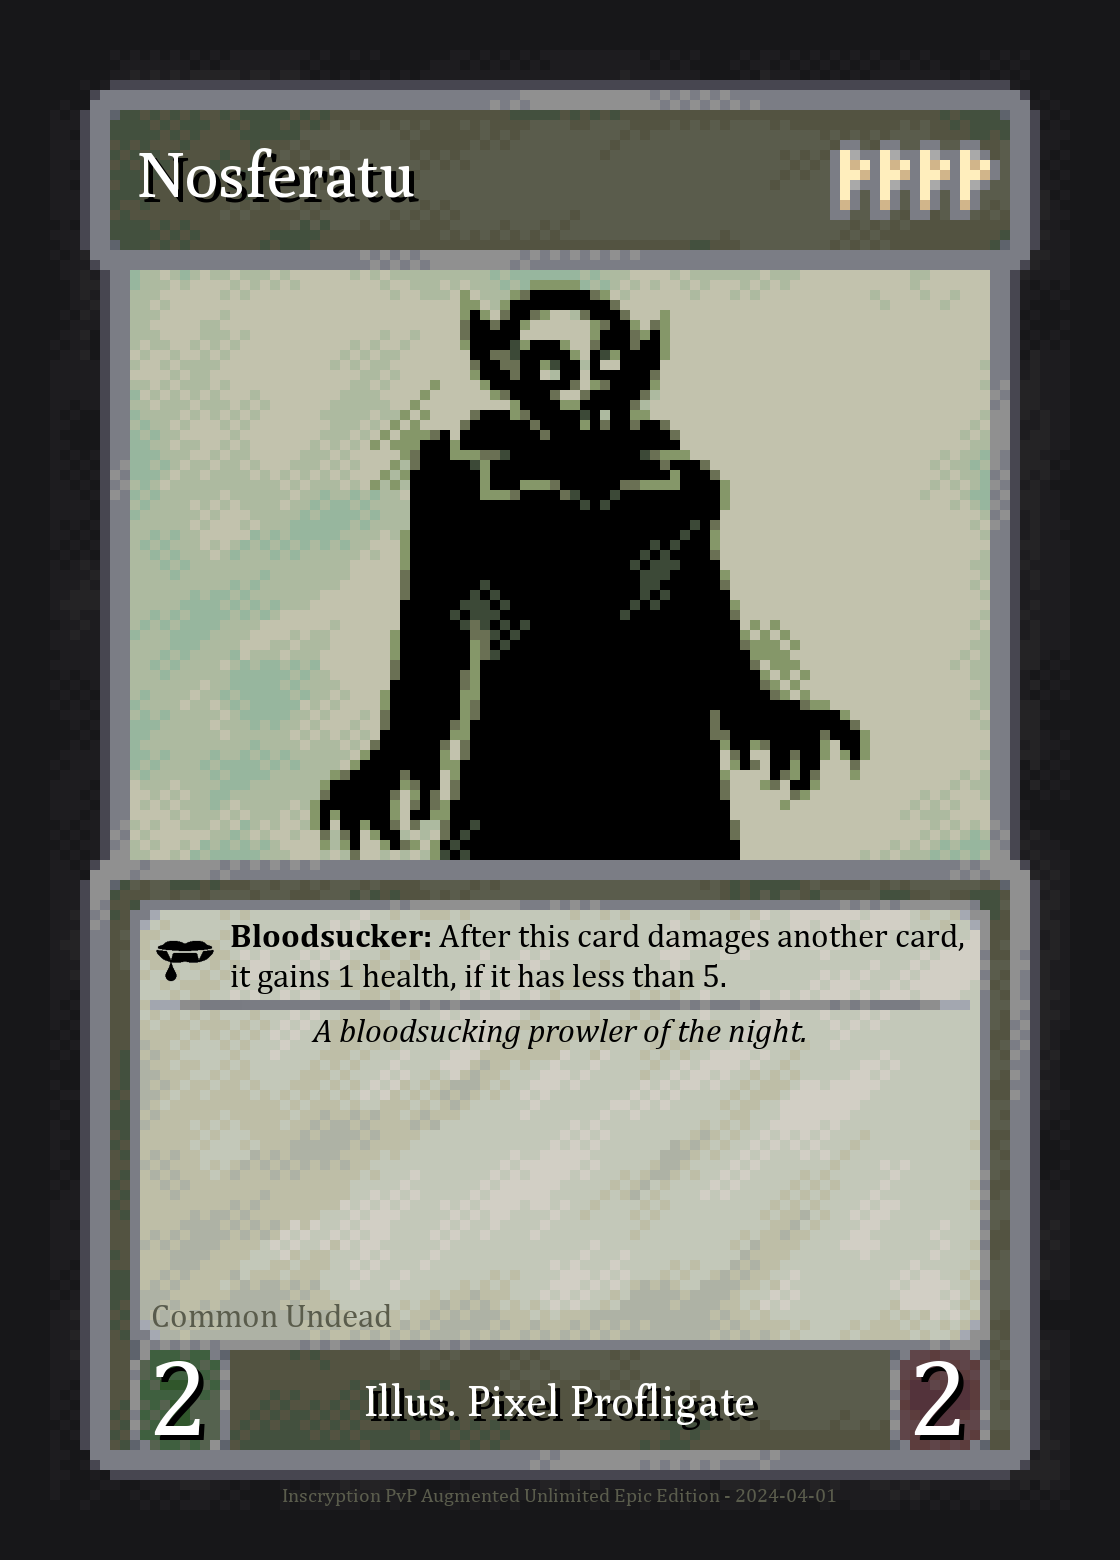 Nosferatu
Bloodsucker: After this card damages another card,
it gains 1 health, if it has less than 5.
A bloodsucking prowler of the night.
Common Undead
2
Illus. Pixel Profligate
2
Inscryption PvP Augmented Unlimited Epic Edition - 2024-04-01